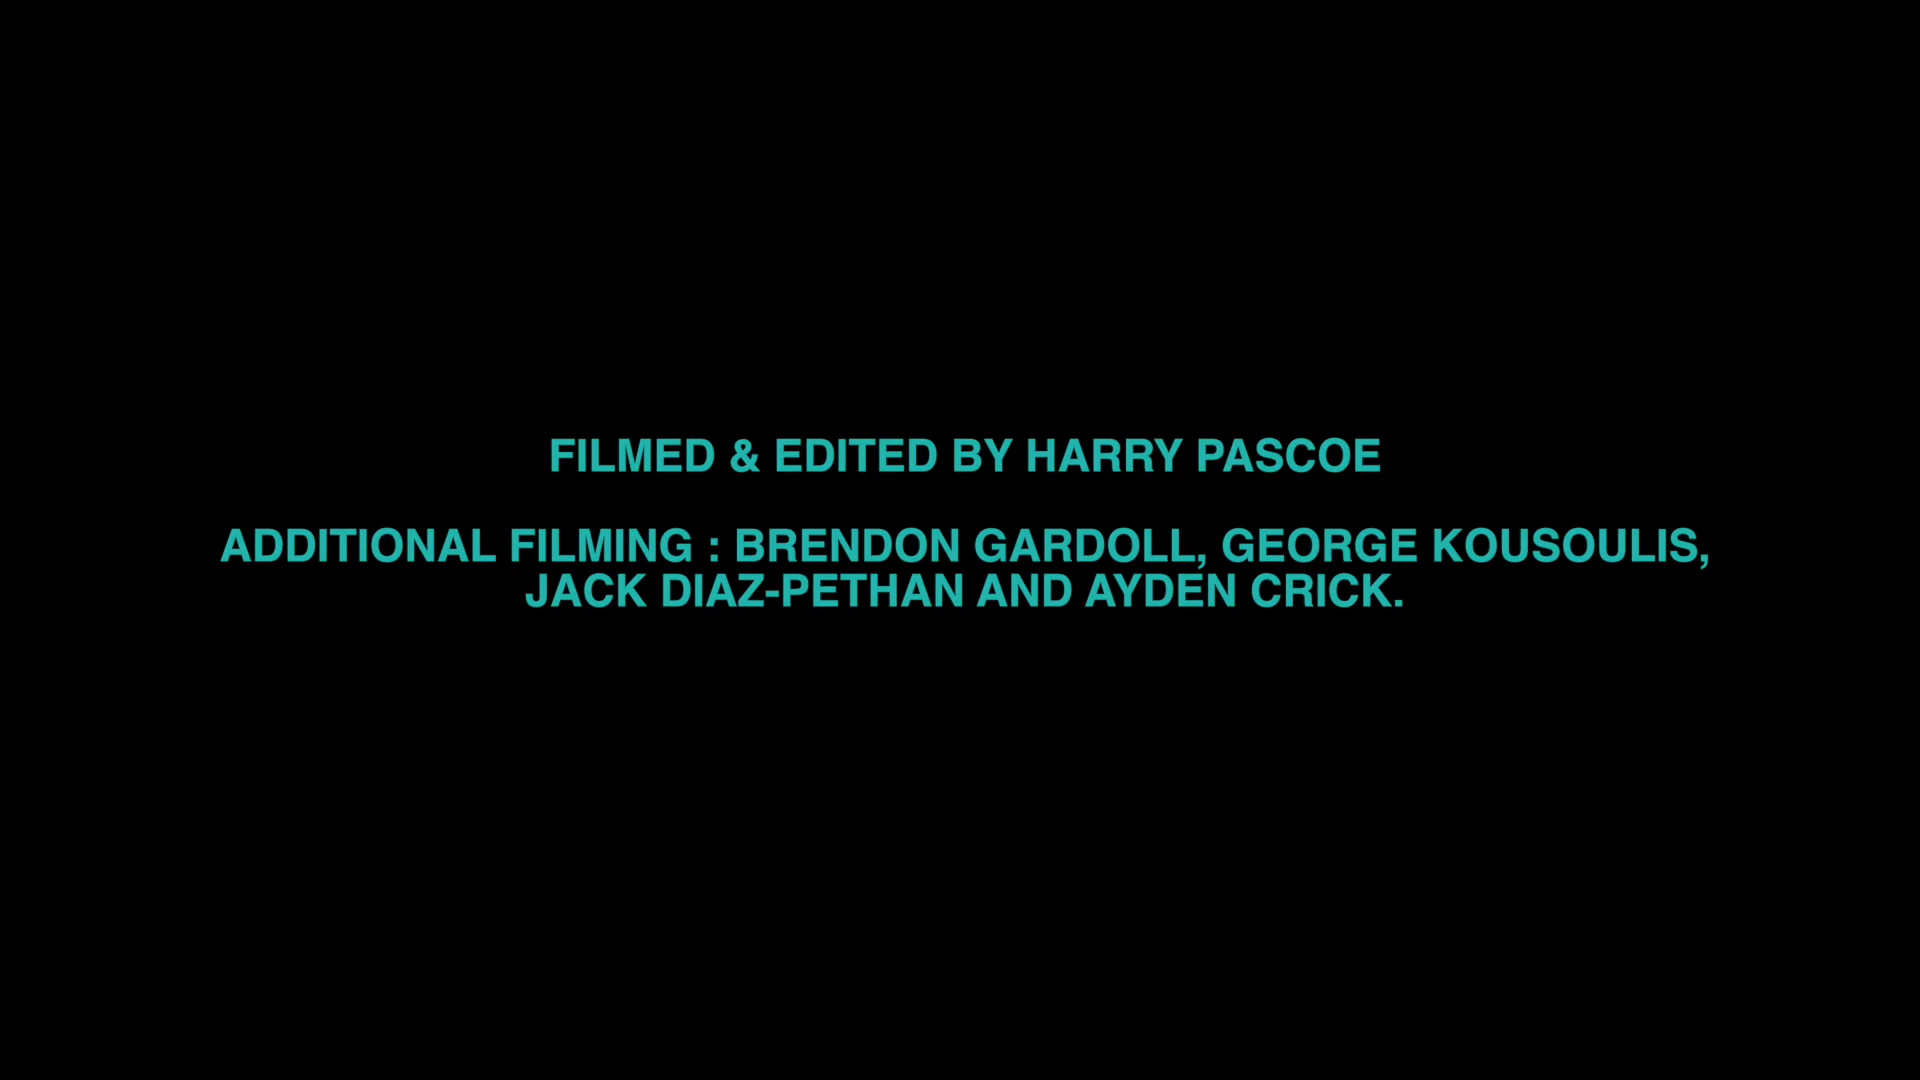 FILMED & EDITED BY HARRY PASCOE
ADDITIONAL FILMING : BRENDON GARDOLL, GEORGE KOUSOULIS,
JACK DIAZ-PETHAN AND AYDEN CRICK.